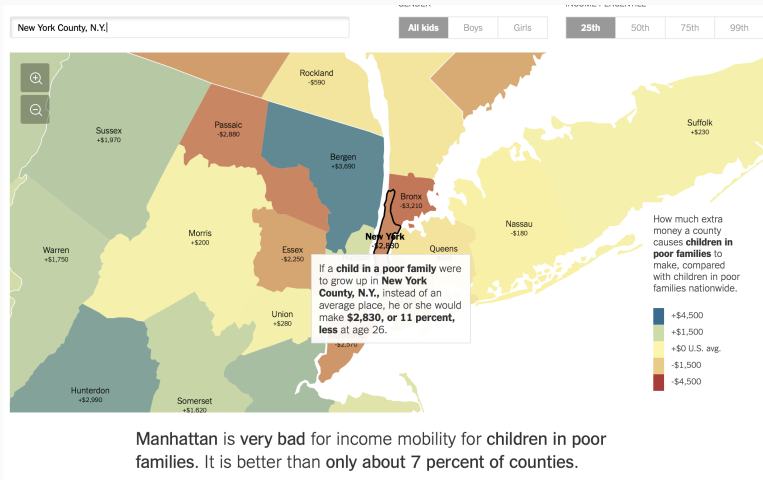 New York County, N.Y.
All kids
Boys
Girls
25th
50th
75th
99th
Rockland
-$590
Sussex
+$1,970
Passaic
-$2,880
Suffolk
+$230
Bergen
+$3,690
Bronx
-$3,210
Morris
+$200
Essex
-$2,250
New York
-$2,830
Queens
Nassau
-$180
Warren
+$1,750
If a child in a poor family were
to grow up in New York
County, N.Y., instead of an
average place, he or she would
make $2,830, or 11 percent,
less at age 26.
Union
+$280
-$2,570
Hunterdon
+$2,990
Somerset
+$1,620
How much extra
money a county
causes children in
poor families to
make, compared
with children in poor
families nationwide.
+$4,500
+$1,500
+$0 U.S. avg.
-$1,500
-$4,500
Manhattan is very bad for income mobility for children in poor
families. It is better than only about 7 percent of counties.